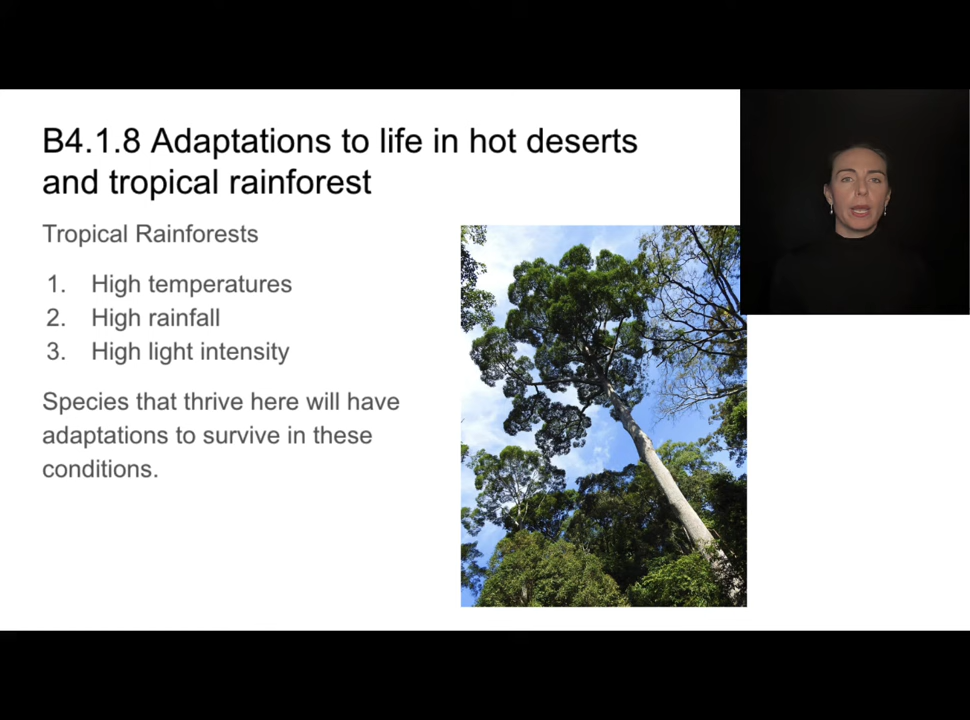 B4.1.8 Adaptations to life in hot deserts
and tropical rainforest
Tropical Rainforests
1. High temperatures
2. High rainfall
3. High light intensity
Species that thrive here will have
adaptations to survive in these
conditions.